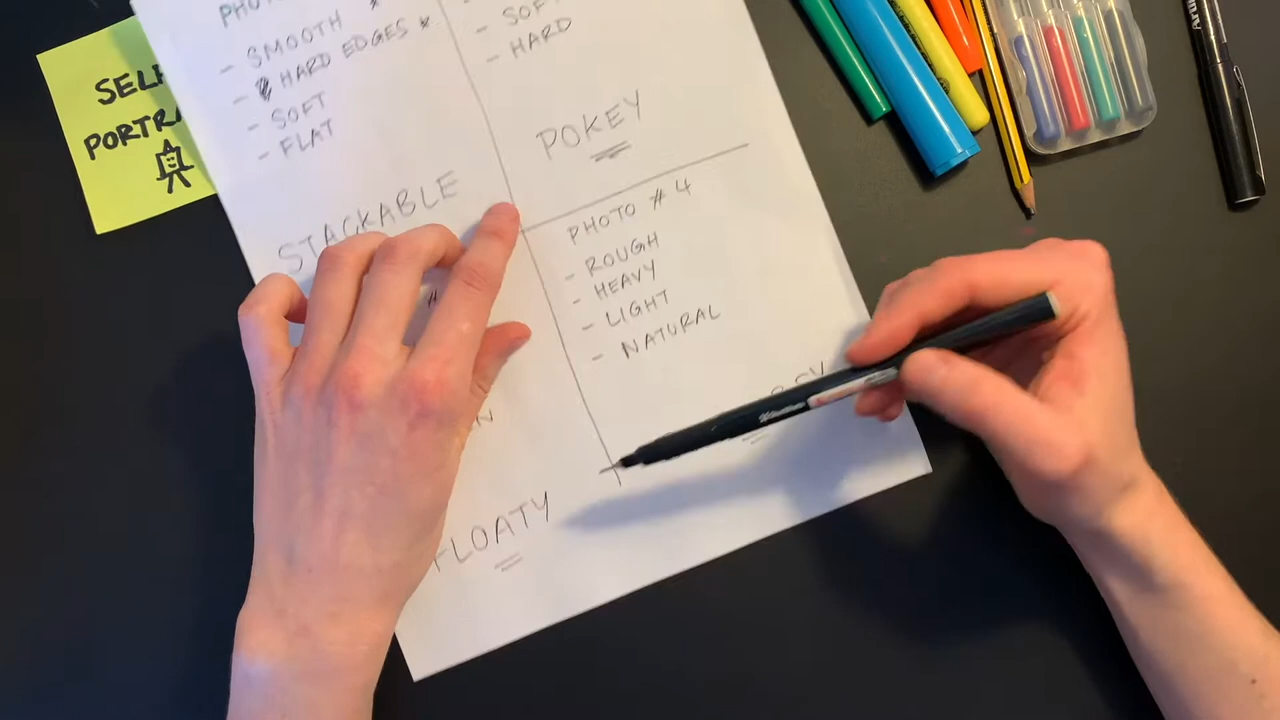 SELF
PORTRA
PHOTO
- SMOOTH *
- HARD EDGES *
- SOFT
- FLAT
STACKABLE
- SOFT
- HARD
POKEY
PHOTO # 4
- ROUGH
- HEAVY
- LIGHT
- NATURAL
#
N
FLOATY